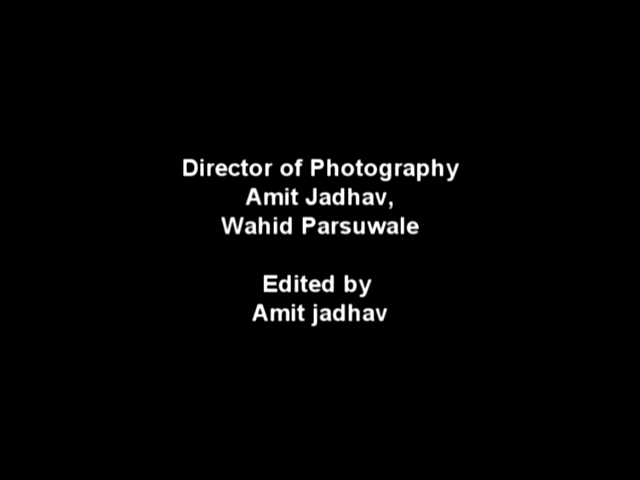 Director of Photography
Amit Jadhav,
Wahid Parsuwale
Edited by
Amit jadhav